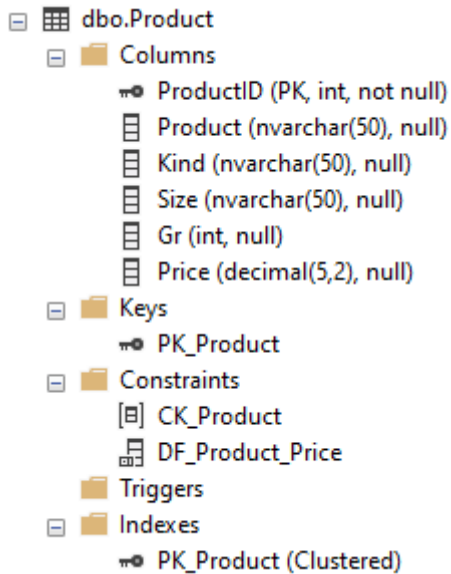 dbo.Product
Columns
ProductID (PK, int, not null)
Product (nvarchar(50), null)
Kind (nvarchar(50), null)
Size (nvarchar(50), null)
Gr (int, null)
Price (decimal(5,2), null)
Keys
PK_Product
Constraints
CK_Product
DF_Product_Price
Triggers
Indexes
PK_Product (Clustered)